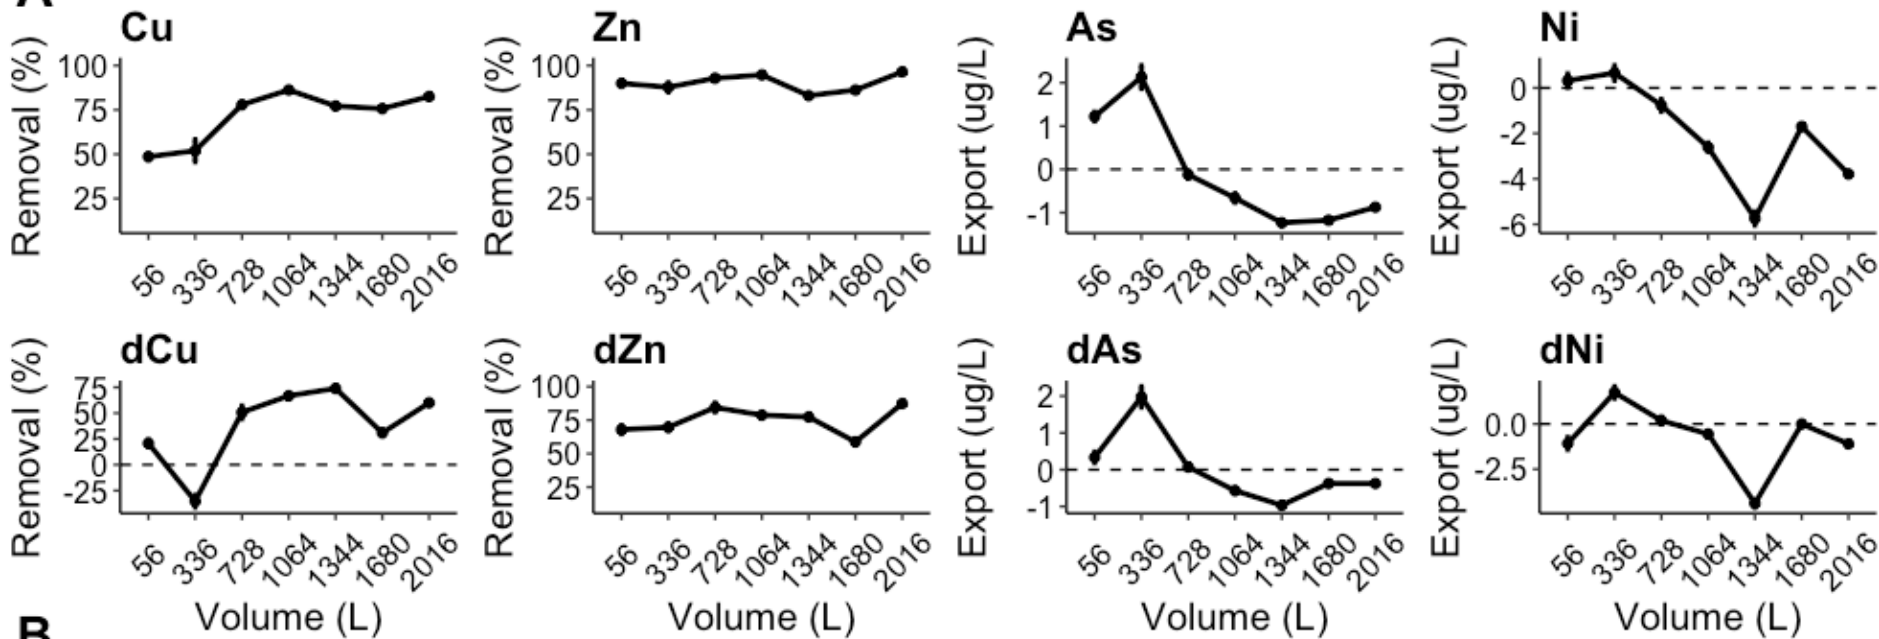 A
Cu
Removal (%)
100
75
50
25
56 336 728 1064 1344 1680 2016
Zn
Removal (%)
100
75
50
25
56 336 728 1064 1344 1680 2016
As
Export (ug/L)
2
1
0
-1
56 336 728 1064 1344 1680 2016
Ni
Export (ug/L)
0
-2
-4
-6
56 336 728 1064 1344 1680 2016
dCu
Removal (%)
75
50
25
0
-25
56 336 728 1064 1344 1680 2016
Volume (L)
dZn
Removal (%)
100
75
50
25
56 336 728 1064 1344 1680 2016
Volume (L)
dAs
Export (ug/L)
2
1
0
-1
56 336 728 1064 1344 1680 2016
Volume (L)
dNi
Export (ug/L)
0.0
-2.5
56 336 728 1064 1344 1680 2016
Volume (L)
B